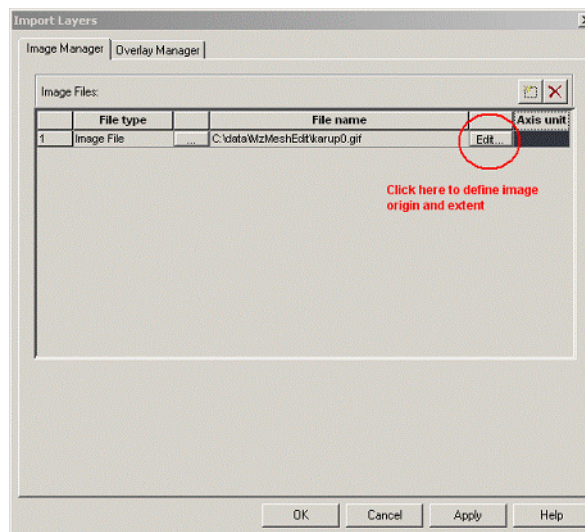 Import Layers
Image Manager Overlay Manager
Image Files:
File type File name Axis unit
1 Image File ... C:\data\MzMeshEdit\karup0.gif Edit...
Click here to define image
origin and extent
OK Cancel Apply Help